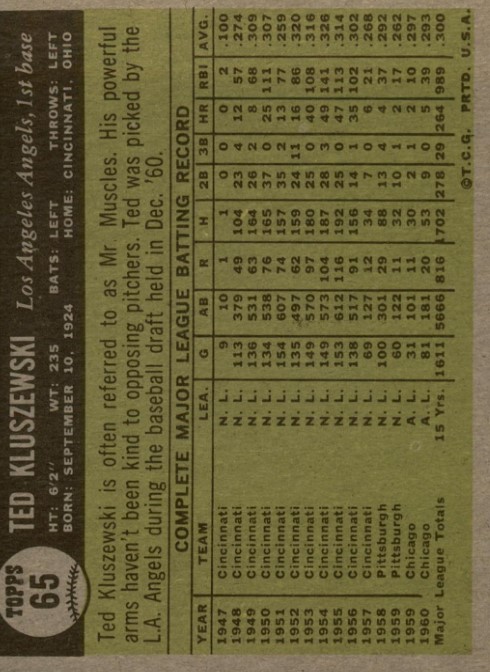 TOPPS
65
TED KLUSZEWSKI Los Angeles Angels, 1st base
HT: 6'2" WT: 235 BATS: LEFT THROWS: LEFT
BORN: SEPTEMBER 10, 1924 HOME: CINCINNATI, OHIO
Ted Kluszewski is often referred to as Mr. Muscles. His powerful
arms haven't been kind to opposing pitchers. Ted was picked by the
L.A. Angels during the baseball draft held in Dec. '60.
COMPLETE MAJOR LEAGUE BATTING RECORD
YEAR TEAM LEA. G AB R H 2B 3B HR RBI AVG.
1947 Cincinnati N. L. 9 10 1 1 0 0 0 2 .100
1948 Cincinnati N. L. 113 379 49 104 23 4 12 57 .274
1949 Cincinnati N. L. 136 531 63 164 26 2 8 68 .309
1950 Cincinnati N. L. 134 538 76 165 37 0 25 111 .307
1951 Cincinnati N. L. 154 607 74 157 35 2 13 77 .259
1952 Cincinnati N. L. 135 497 62 159 24 11 16 86 .320
1953 Cincinnati N. L. 149 570 97 180 25 0 40 108 .316
1954 Cincinnati N. L. 149 573 104 187 28 3 49 141 .326
1955 Cincinnati N. L. 153 612 116 192 25 0 47 113 .314
1956 Cincinnati N. L. 138 517 91 156 14 1 35 102 .302
1957 Cincinnati N. L. 69 127 12 34 7 0 6 21 .268
1958 Pittsburgh N. L. 100 301 29 88 13 4 4 37 .292
1959 Pittsburgh N. L. 60 122 11 32 10 1 2 17 .262
1959 Chicago A. L. 31 101 11 30 2 1 2 10 .297
1960 Chicago A. L. 81 181 20 53 9 0 5 39 .293
Major League Totals 15 Yrs. 1611 5666 816 1702 278 29 264 989 .300
©T.C.G. PRTD. U.S.A.